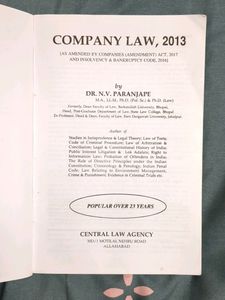 COMPANY LAW, 2013
[AS AMENDED BY COMPANIES (AMENDMENT) ACT, 2017
AND INSOLVENCY & BANKRUPTCY CODE, 2016]
by
DR. N.V. PARANJAPE
M.A., LL.M., Ph.D. (Pol. Sc.) & Ph.D. (Law)
Formerly, Dean Faculty of Law, Barkatullah University, Bhopal,
Head, Post-Graduate Department of Law, State Law College, Bhopal
Ex-Professor, Head & Dean, Faculty of Law, Rani Durgavati University, Jabalpur.
Author of
Studies in Jurisprudence & Legal Theory; Law of Torts;
Code of Criminal Procedure; Law of Arbitration &
Conciliation; Legal & Constitutional History of India;
Public Interest Litigation & Lok Adalats; Right to
Information Law; Probation of Offenders in India;
The Role of Directive Principles under the Indian
Constitution; Criminology & Penology; Indian Penal
Code; Law Relating to Environment Management,
Crime & Punishment; Evidence in Criminal Trials etc.
POPULAR OVER 23 YEARS
CENTRAL LAW AGENCY
MOTILAL NEHRU ROAD
ALLAHABAD